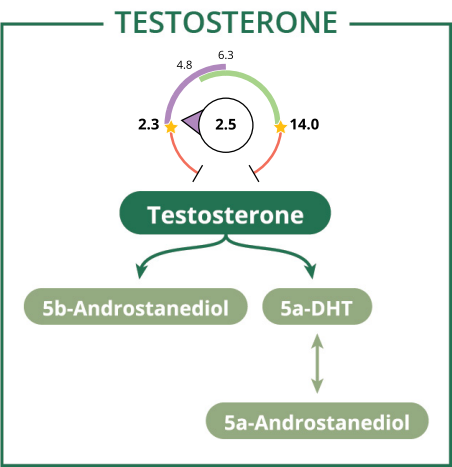 TESTOSTERONE
6.3
4.8
2.3 2.5 14.0
Testosterone
5b-Androstanediol 5a-DHT
5a-Androstanediol